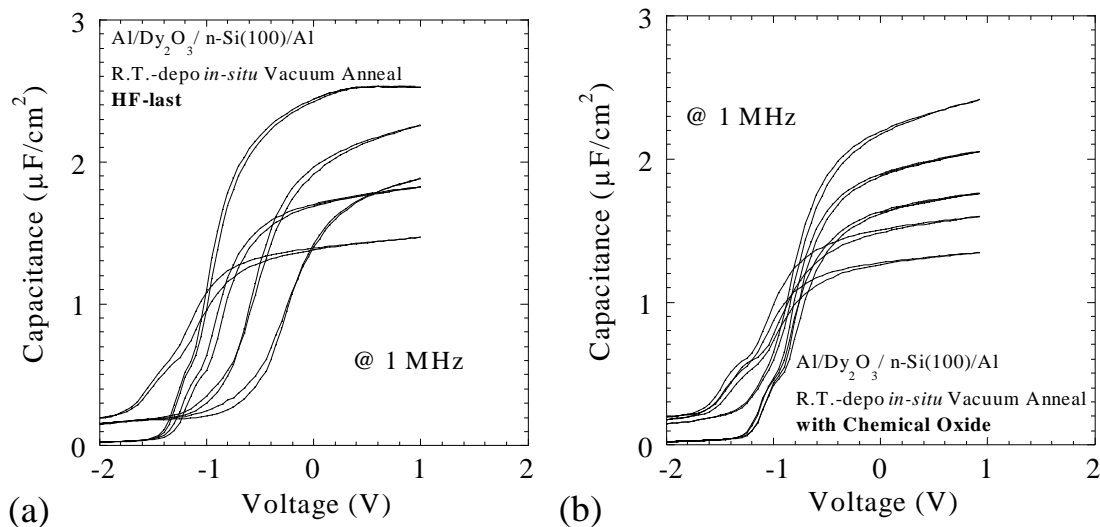 3
Al/Dy2O3/ n-Si(100)/Al
R.T.-depo in-situ Vacuum Anneal
HF-last
2
1
0
@ 1 MHz
Capacitance (μF/cm2)
-2 -1 0 1 2
Voltage (V)
(a)
3
@ 1 MHz
2
1
0
Al/Dy2O3/ n-Si(100)/Al
R.T.-depo in-situ Vacuum Anneal
with Chemical Oxide
Capacitance (μF/cm2)
-2 -1 0 1 2
Voltage (V)
(b)